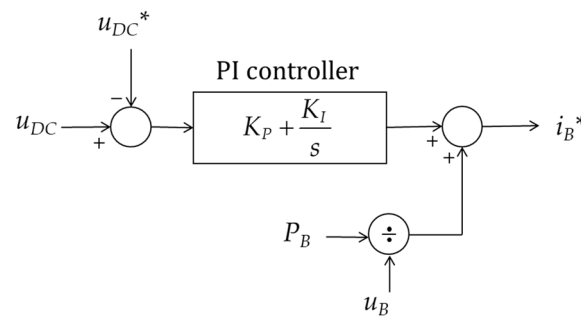 u_DC*
PI controller
−
u_DC
+
K_P + K_I / s
+
+
i_B*
P_B
÷
u_B